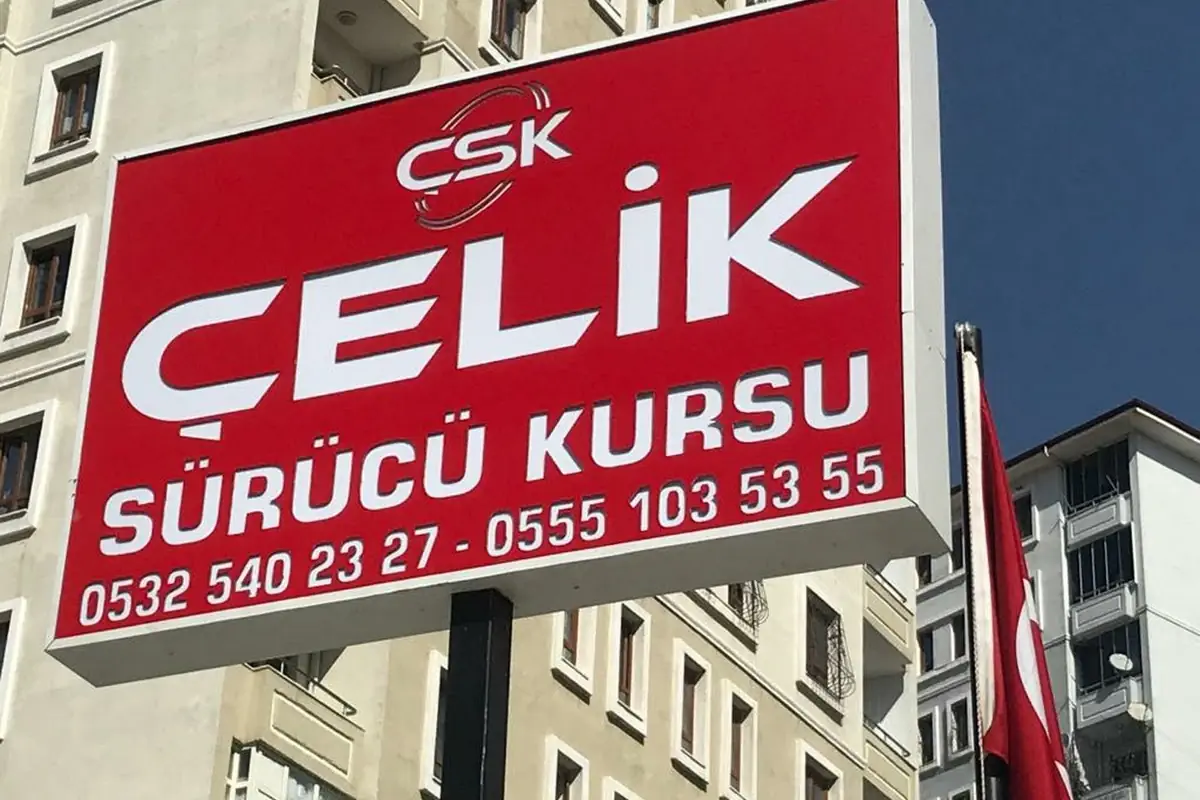 ÇSK
ÇELİK
SÜRÜCÜ KURSU
0532 540 23 27 - 0555 103 53 55